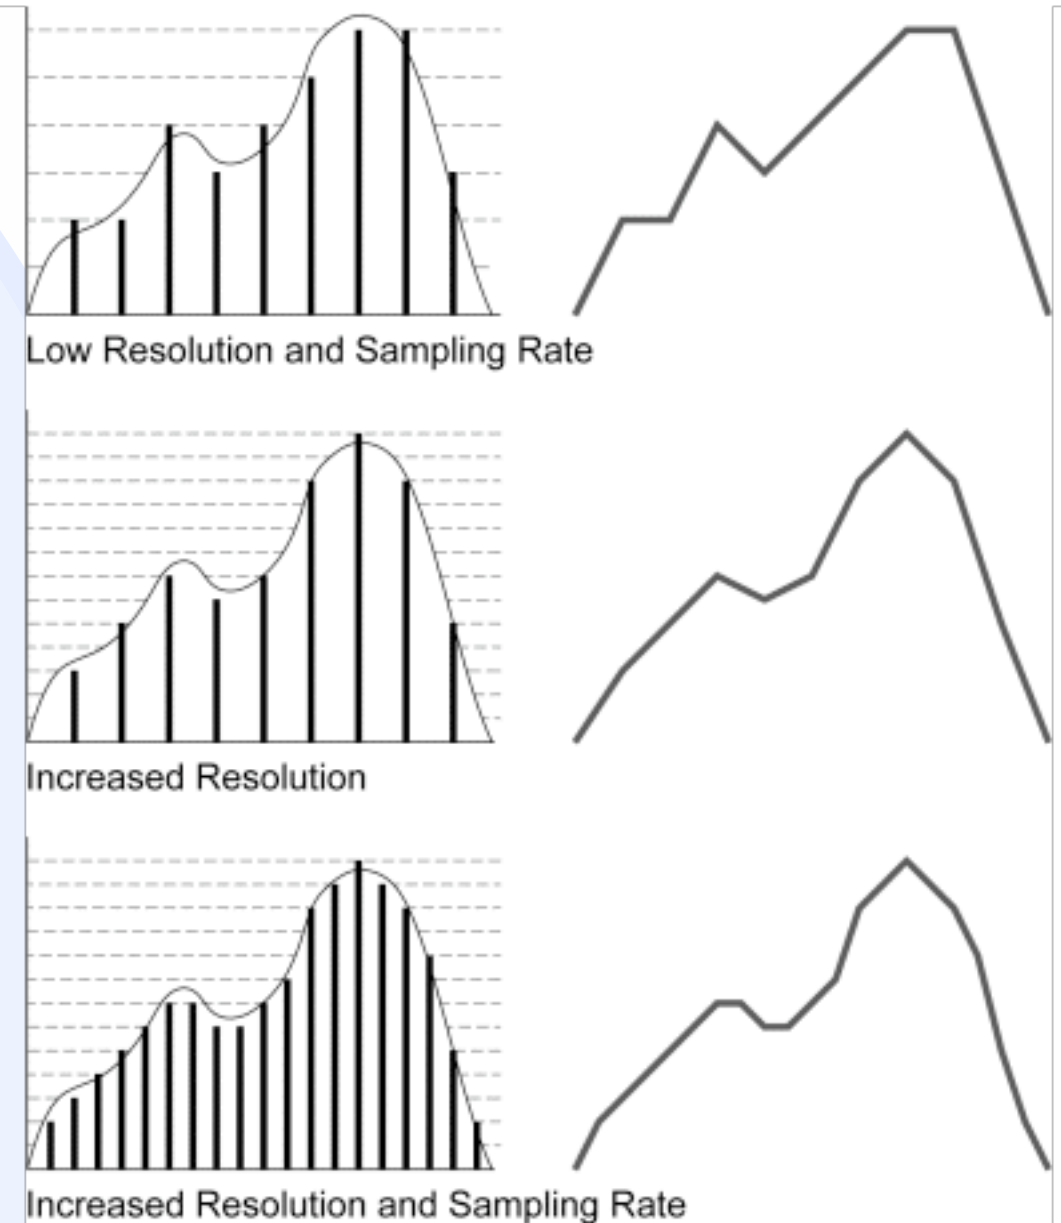 Low Resolution and Sampling Rate
Increased Resolution
Increased Resolution and Sampling Rate